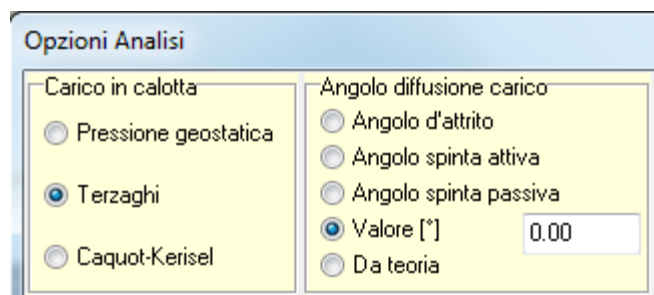 Opzioni Analisi
Carico in calotta
Pressione geostatica
Terzaghi
Caquot-Kerisel
Angolo diffusione carico
Angolo d'attrito
Angolo spinta attiva
Angolo spinta passiva
Valore [°] 0.00
Da teoria